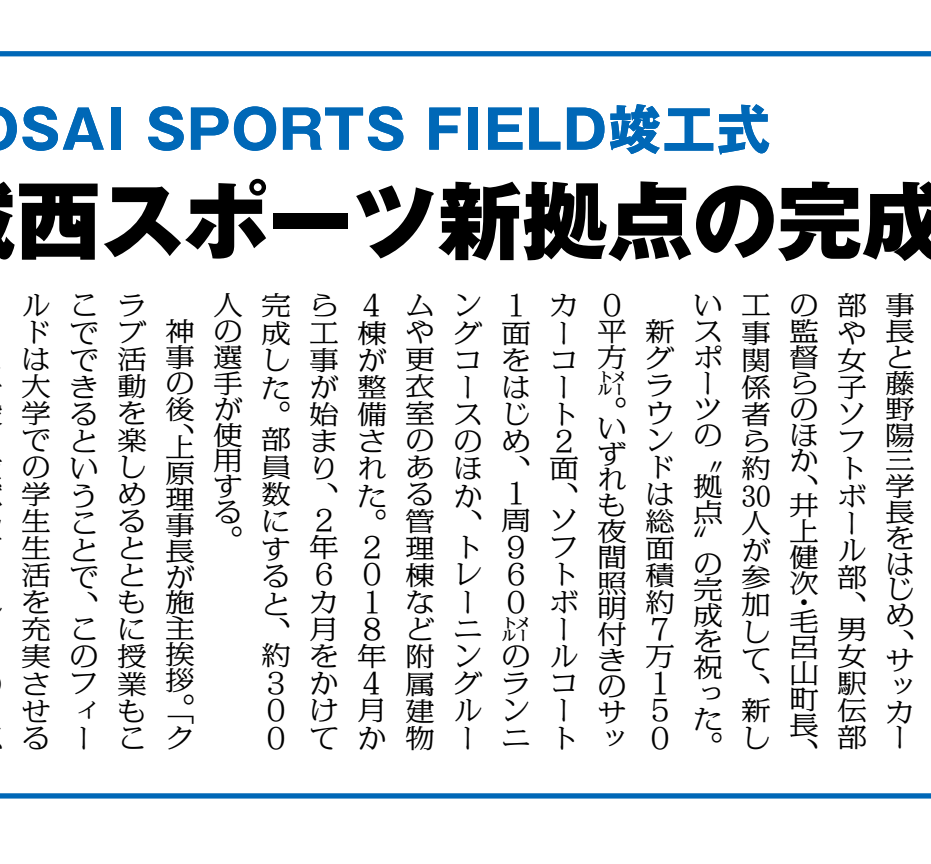 OSAI SPORTS FIELD竣工式
西スポーツ新拠点の完成
事長と藤野陽三学長をはじめ、サッカー
部や女子ソフトボール部、男女駅伝部
の監督らのほか、井上健次・毛呂山町長、
工事関係者ら約30人が参加して、新し
いスポーツの〝拠点〟の完成を祝った。
新グラウンドは総面積約7万150
0平方㍍。いずれも夜間照明付きのサッ
カーコート2面、ソフトボールコート
1面をはじめ、1周960㍍のランニ
ングコースのほか、トレーニングルー
ムや更衣室のある管理棟など附属建物
4棟が整備された。2018年4月か
ら工事が始まり、2年6カ月をかけて
完成した。部員数にすると、約300
人の選手が使用する。
神事の後、上原理事長が施主挨拶。「ク
ラブ活動を楽しめるとともに授業もこ
こでできるということで、このフィー
ルドは大学での学生生活を充実させる